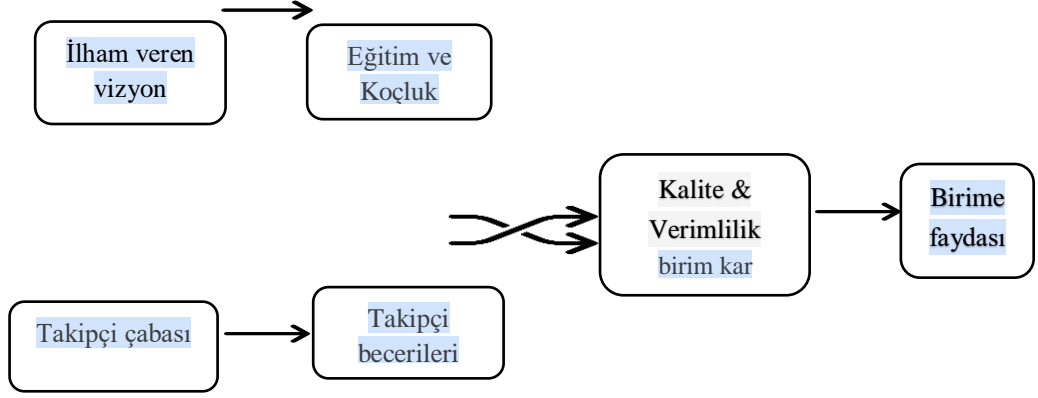 İlham veren
vizyon
Eğitim ve
Koçluk
Kalite &
Verimlilik
birim kar
Birime
faydası
Takipçi çabası
Takipçi
becerileri